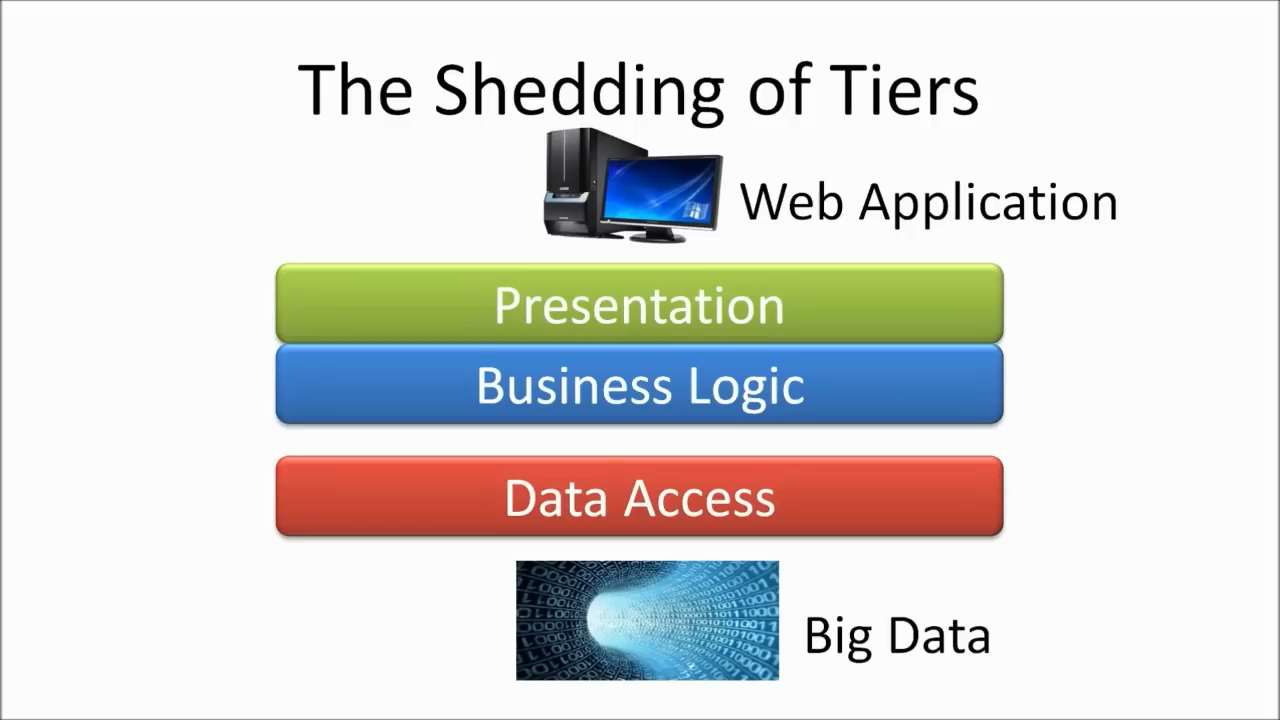 The Shedding of Tiers
Web Application
Presentation
Business Logic
Data Access
Big Data